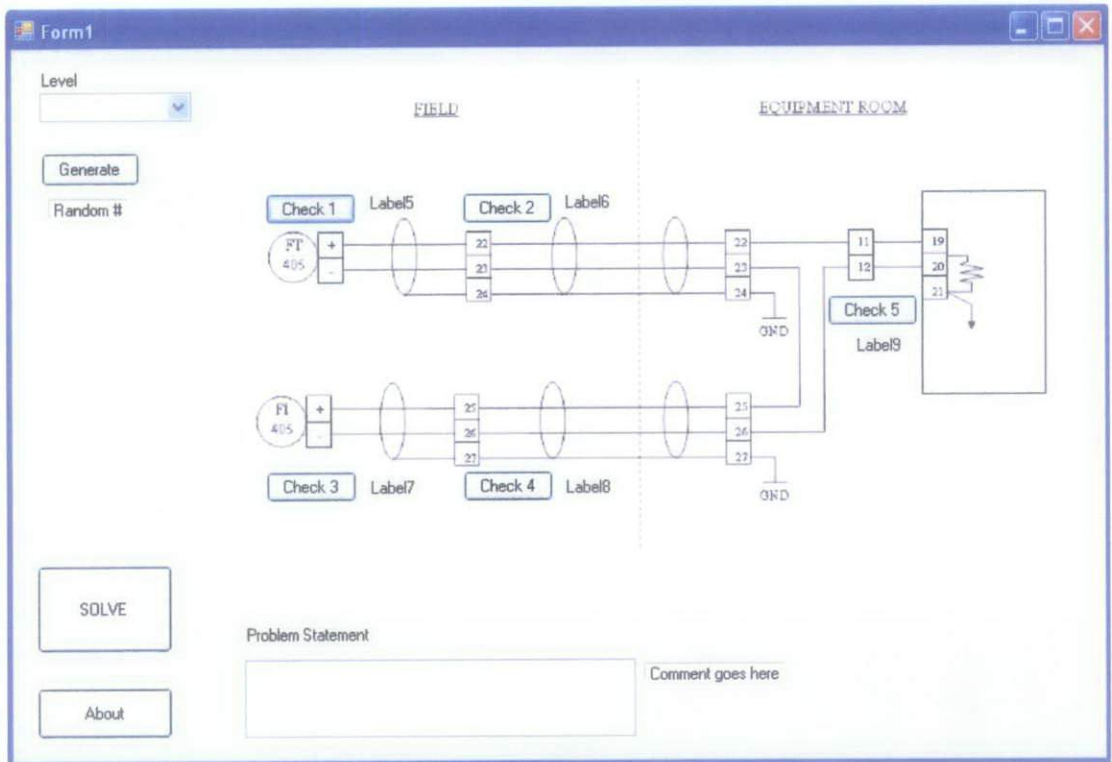 Form1
Level
FIELD
EQUIPMENT ROOM
Generate
Random #
Check 1
Label5
Check 2
Label6
FT
405
+
-
22
23
24
22
23
24
GND
11
12
19
20
21
Check 5
Label9
FI
405
+
-
25
26
27
25
26
27
GND
Check 3
Label7
Check 4
Label8
SOLVE
Problem Statement
Comment goes here
About